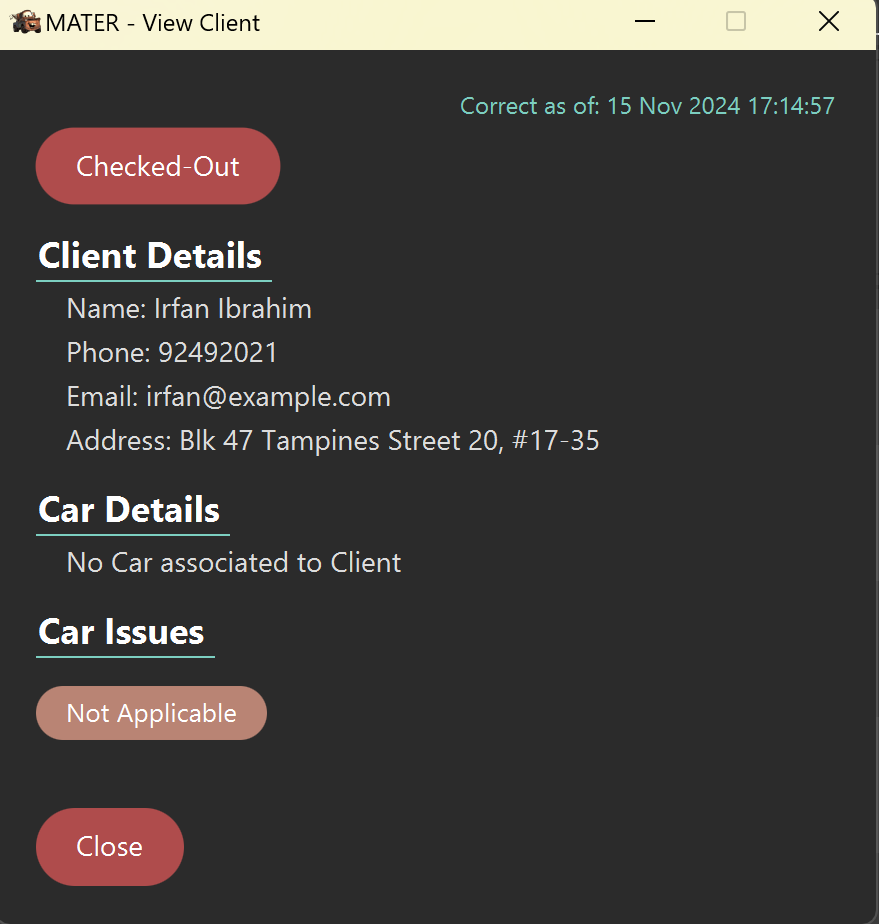 MATER - View Client
Correct as of: 15 Nov 2024 17:14:57
Checked-Out
Client Details
Name: Irfan Ibrahim
Phone: 92492021
Email: irfan@example.com
Address: Blk 47 Tampines Street 20, #17-35
Car Details
No Car associated to Client
Car Issues
Not Applicable
Close